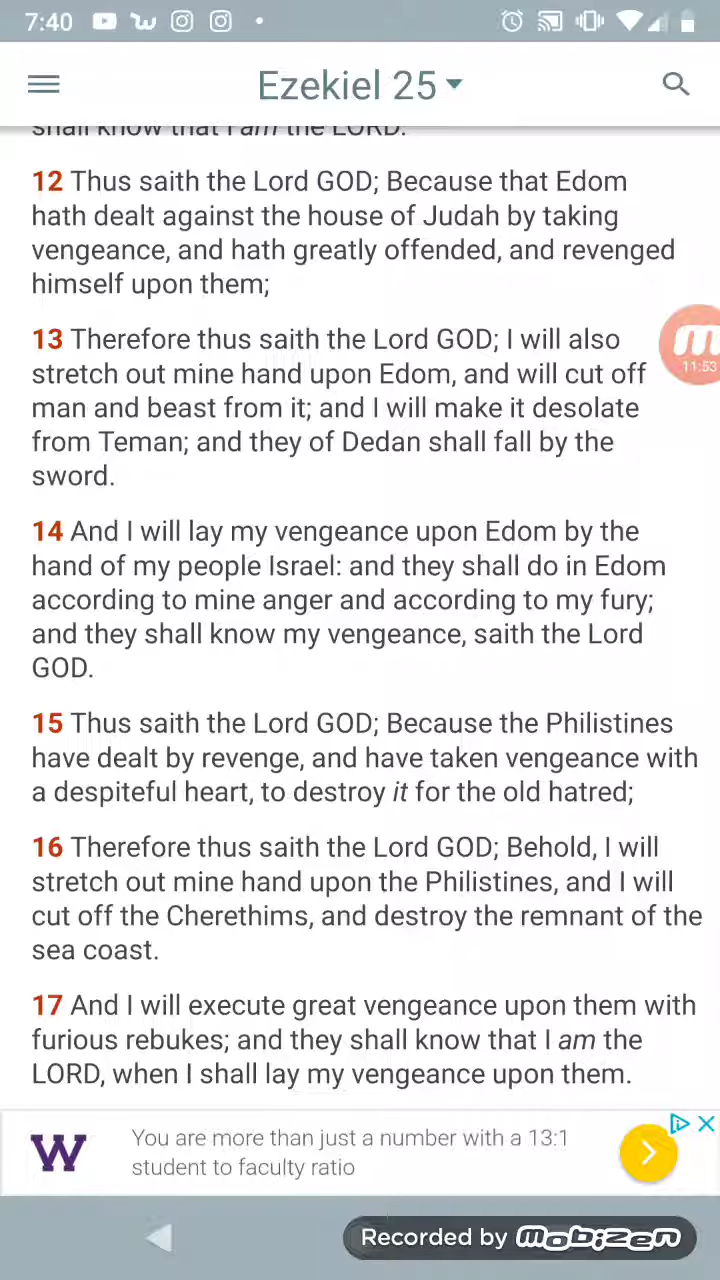 7:40
Ezekiel 25
shall know that I am the LORD.
12 Thus saith the Lord GOD; Because that Edom
hath dealt against the house of Judah by taking
vengeance, and hath greatly offended, and revenged
himself upon them;
13 Therefore thus saith the Lord GOD; I will also
stretch out mine hand upon Edom, and will cut off
man and beast from it; and I will make it desolate
from Teman; and they of Dedan shall fall by the
sword.
11:53
14 And I will lay my vengeance upon Edom by the
hand of my people Israel: and they shall do in Edom
according to mine anger and according to my fury;
and they shall know my vengeance, saith the Lord
GOD.
15 Thus saith the Lord GOD; Because the Philistines
have dealt by revenge, and have taken vengeance with
a despiteful heart, to destroy it for the old hatred;
16 Therefore thus saith the Lord GOD; Behold, I will
stretch out mine hand upon the Philistines, and I will
cut off the Cherethims, and destroy the remnant of the
sea coast.
17 And I will execute great vengeance upon them with
furious rebukes; and they shall know that I am the
LORD, when I shall lay my vengeance upon them.
W
You are more than just a number with a 13:1
student to faculty ratio
Recorded by mobizen